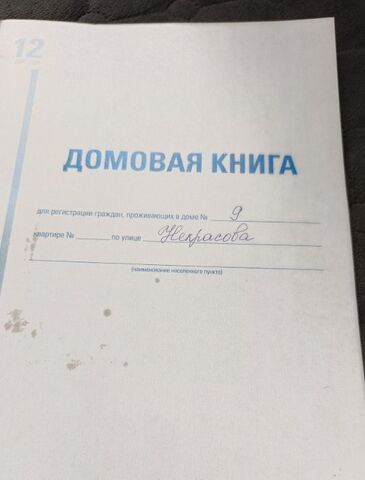 12
ДОМОВАЯ КНИГА
для регистрации граждан, проживающих в доме № 9
квартире № по улице Некрасова
(наименование населенного пункта)